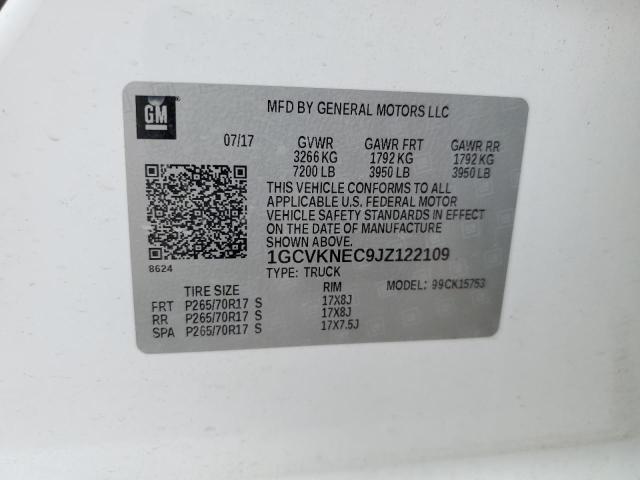 GM
MFD BY GENERAL MOTORS LLC
07/17 GVWR GAWR FRT GAWR RR
3266 KG 1792 KG 1792 KG
7200 LB 3950 LB 3950 LB
THIS VEHICLE CONFORMS TO ALL
APPLICABLE U.S. FEDERAL MOTOR
VEHICLE SAFETY STANDARDS IN EFFECT
ON THE DATE OF MANUFACTURE
SHOWN ABOVE.
1GCVKNEC9JZ122109
8624
TYPE: TRUCK MODEL: 99CK15753
TIRE SIZE RIM
FRT P265/70R17 S 17X8J
RR P265/70R17 S 17X8J
SPA P265/70R17 S 17X7.5J